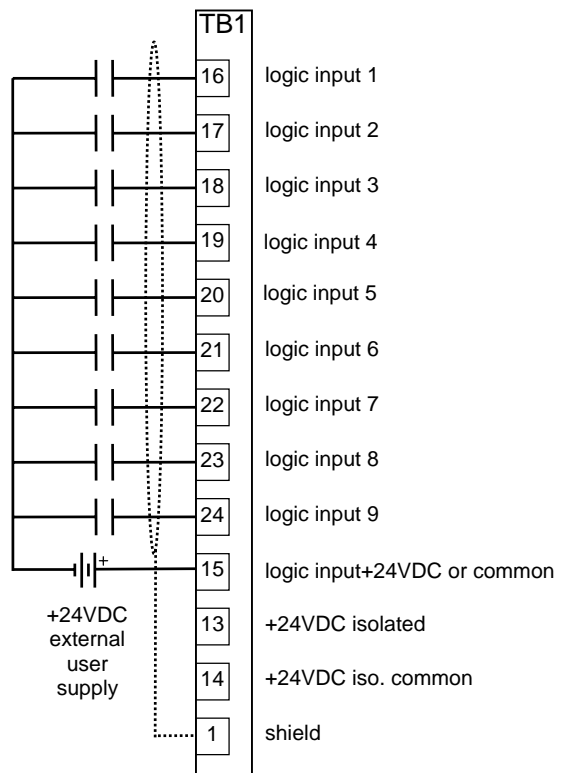 TB1
16 logic input 1
17 logic input 2
18 logic input 3
19 logic input 4
20 logic input 5
21 logic input 6
22 logic input 7
23 logic input 8
24 logic input 9
+ 15 logic input+24VDC or common
+24VDC
external
user
supply
13 +24VDC isolated
14 +24VDC iso. common
1 shield